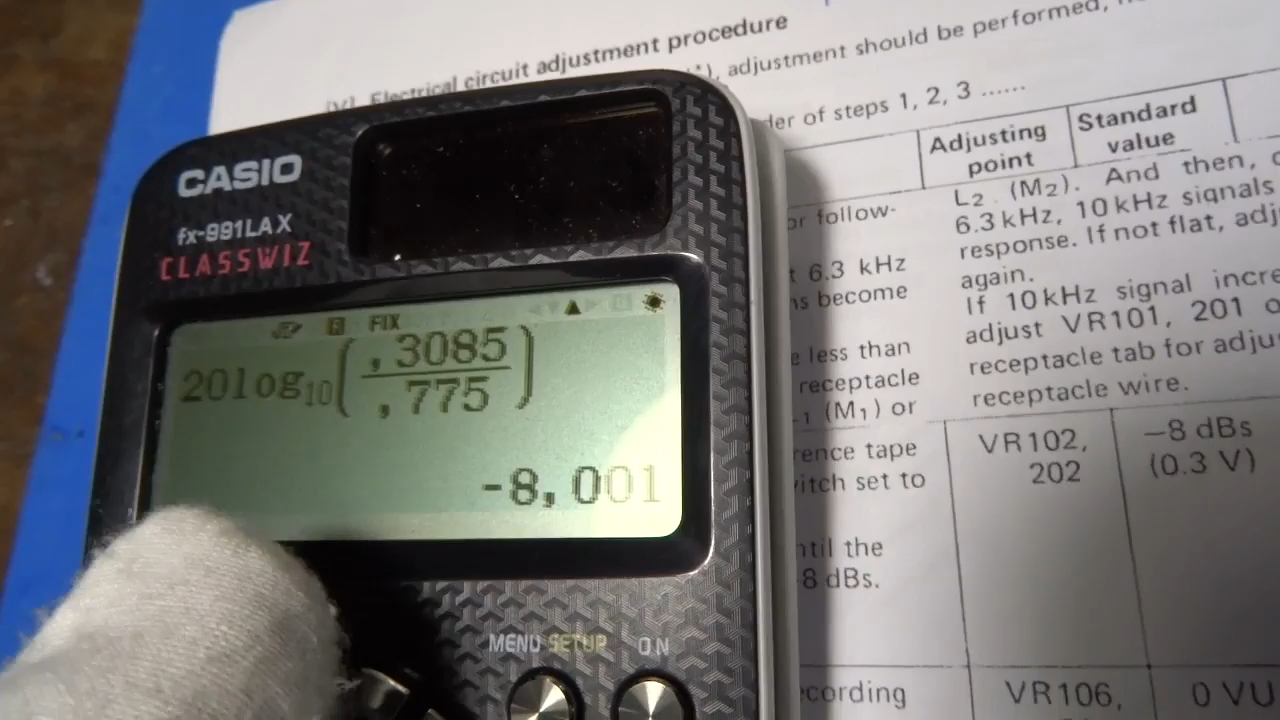 Electrical circuit adjustment procedure
adjustment should be performed,
der of steps 1, 2, 3 ......
Adjusting
point
Standard
value
CASIO
fx-991LA X
CLASSWIZ
FIX
20log10(,3085/,775)
-8,001
MENU SETUP ON
or follow-
6.3 kHz
become
less than
receptacle
(M1) or
rence tape
itch set to
ntil the
8 dBs.
ecording
L2 (M2). And then,
6.3 kHz, 10 kHz signals
response. If not flat, adj
again.
If 10 kHz signal incre
adjust VR101, 201 o
receptacle tab for adju
receptacle wire.
VR102,
202
−8 dBs
(0.3 V)
VR106,
0 VU